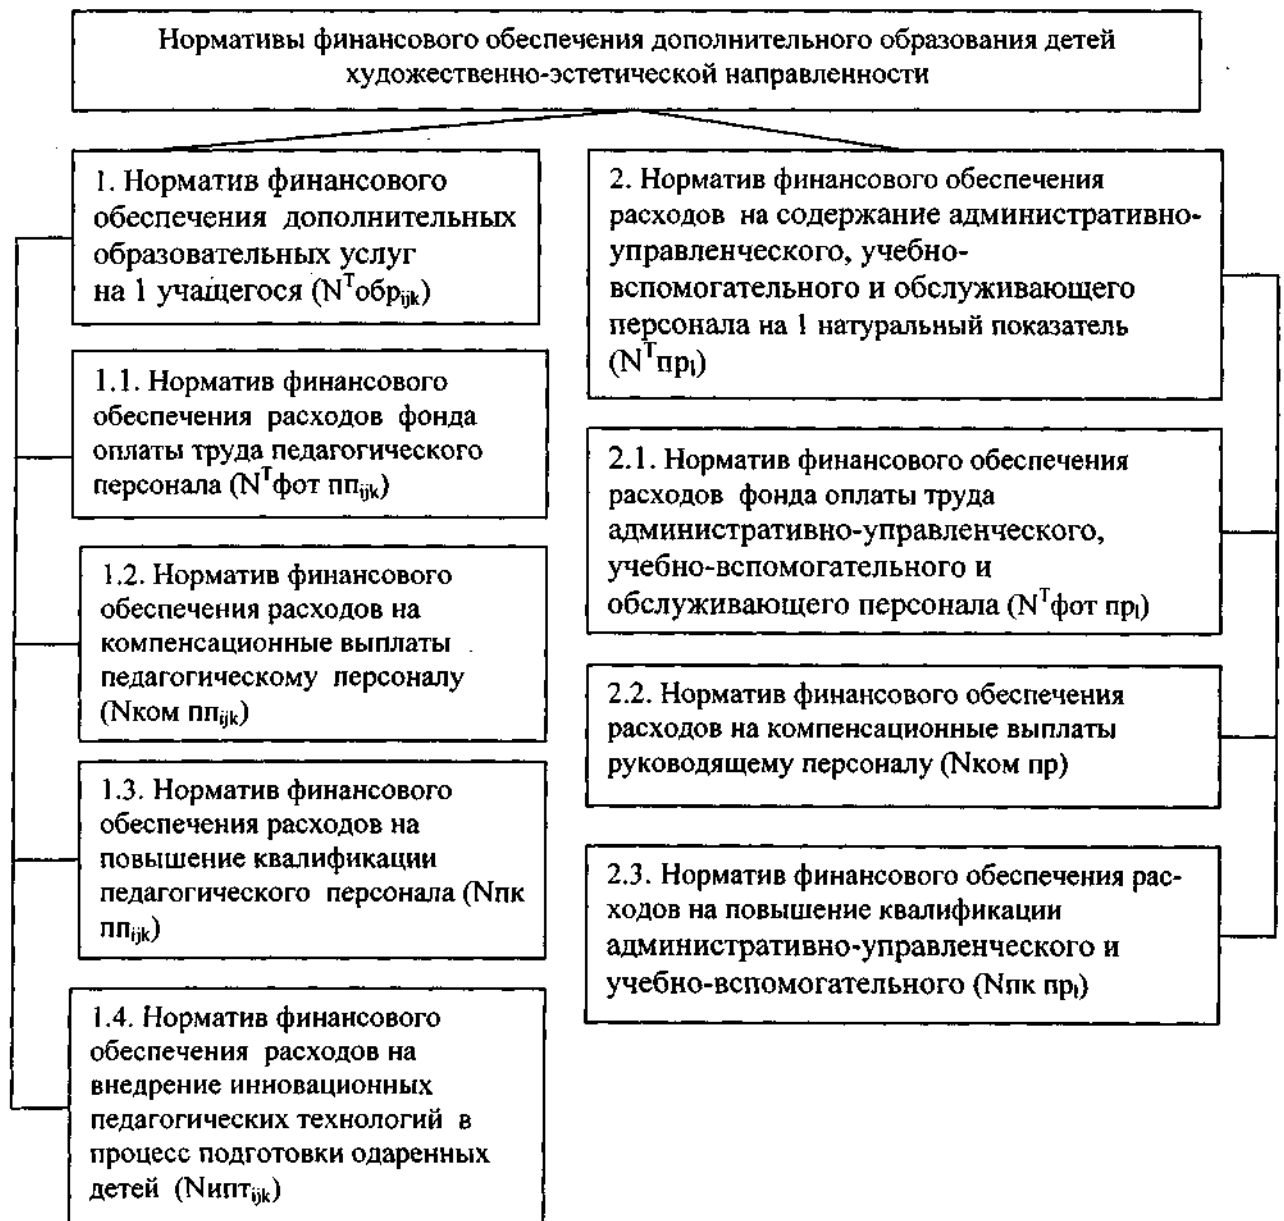 Нормативы финансового обеспечения дополнительного образования детей
художественно-эстетической направленности
1. Норматив финансового
обеспечения дополнительных
образовательных услуг
на 1 учащегося (NᵀобрᵢⱼK)
1.1. Норматив финансового
обеспечения расходов фонда
оплаты труда педагогического
персонала (Nᵀфот ппᵢⱼₖ)
1.2. Норматив финансового
обеспечения расходов на
компенсационные выплаты
педагогическому персоналу
(Nком ппᵢⱼₖ)
1.3. Норматив финансового
обеспечения расходов на
повышение квалификации
педагогического персонала (Nпк
ппᵢⱼₖ)
1.4. Норматив финансового
обеспечения расходов на
внедрение инновационных
педагогических технологий в
процесс подготовки одаренных
детей (Nиптᵢⱼₖ)
2. Норматив финансового обеспечения
расходов на содержание административно-
управленческого, учебно-
вспомогательного и обслуживающего
персонала на 1 натуральный показатель
(Nᵀпрₗ)
2.1. Норматив финансового обеспечения
расходов фонда оплаты труда
административно-управленческого,
учебно-вспомогательного и
обслуживающего персонала (Nᵀфот прₗ)
2.2. Норматив финансового обеспечения
расходов на компенсационные выплаты
руководящему персоналу (Nком пр)
2.3. Норматив финансового обеспечения рас-
ходов на повышение квалификации
административно-управленческого и
учебно-вспомогательного (Nпк прₗ)